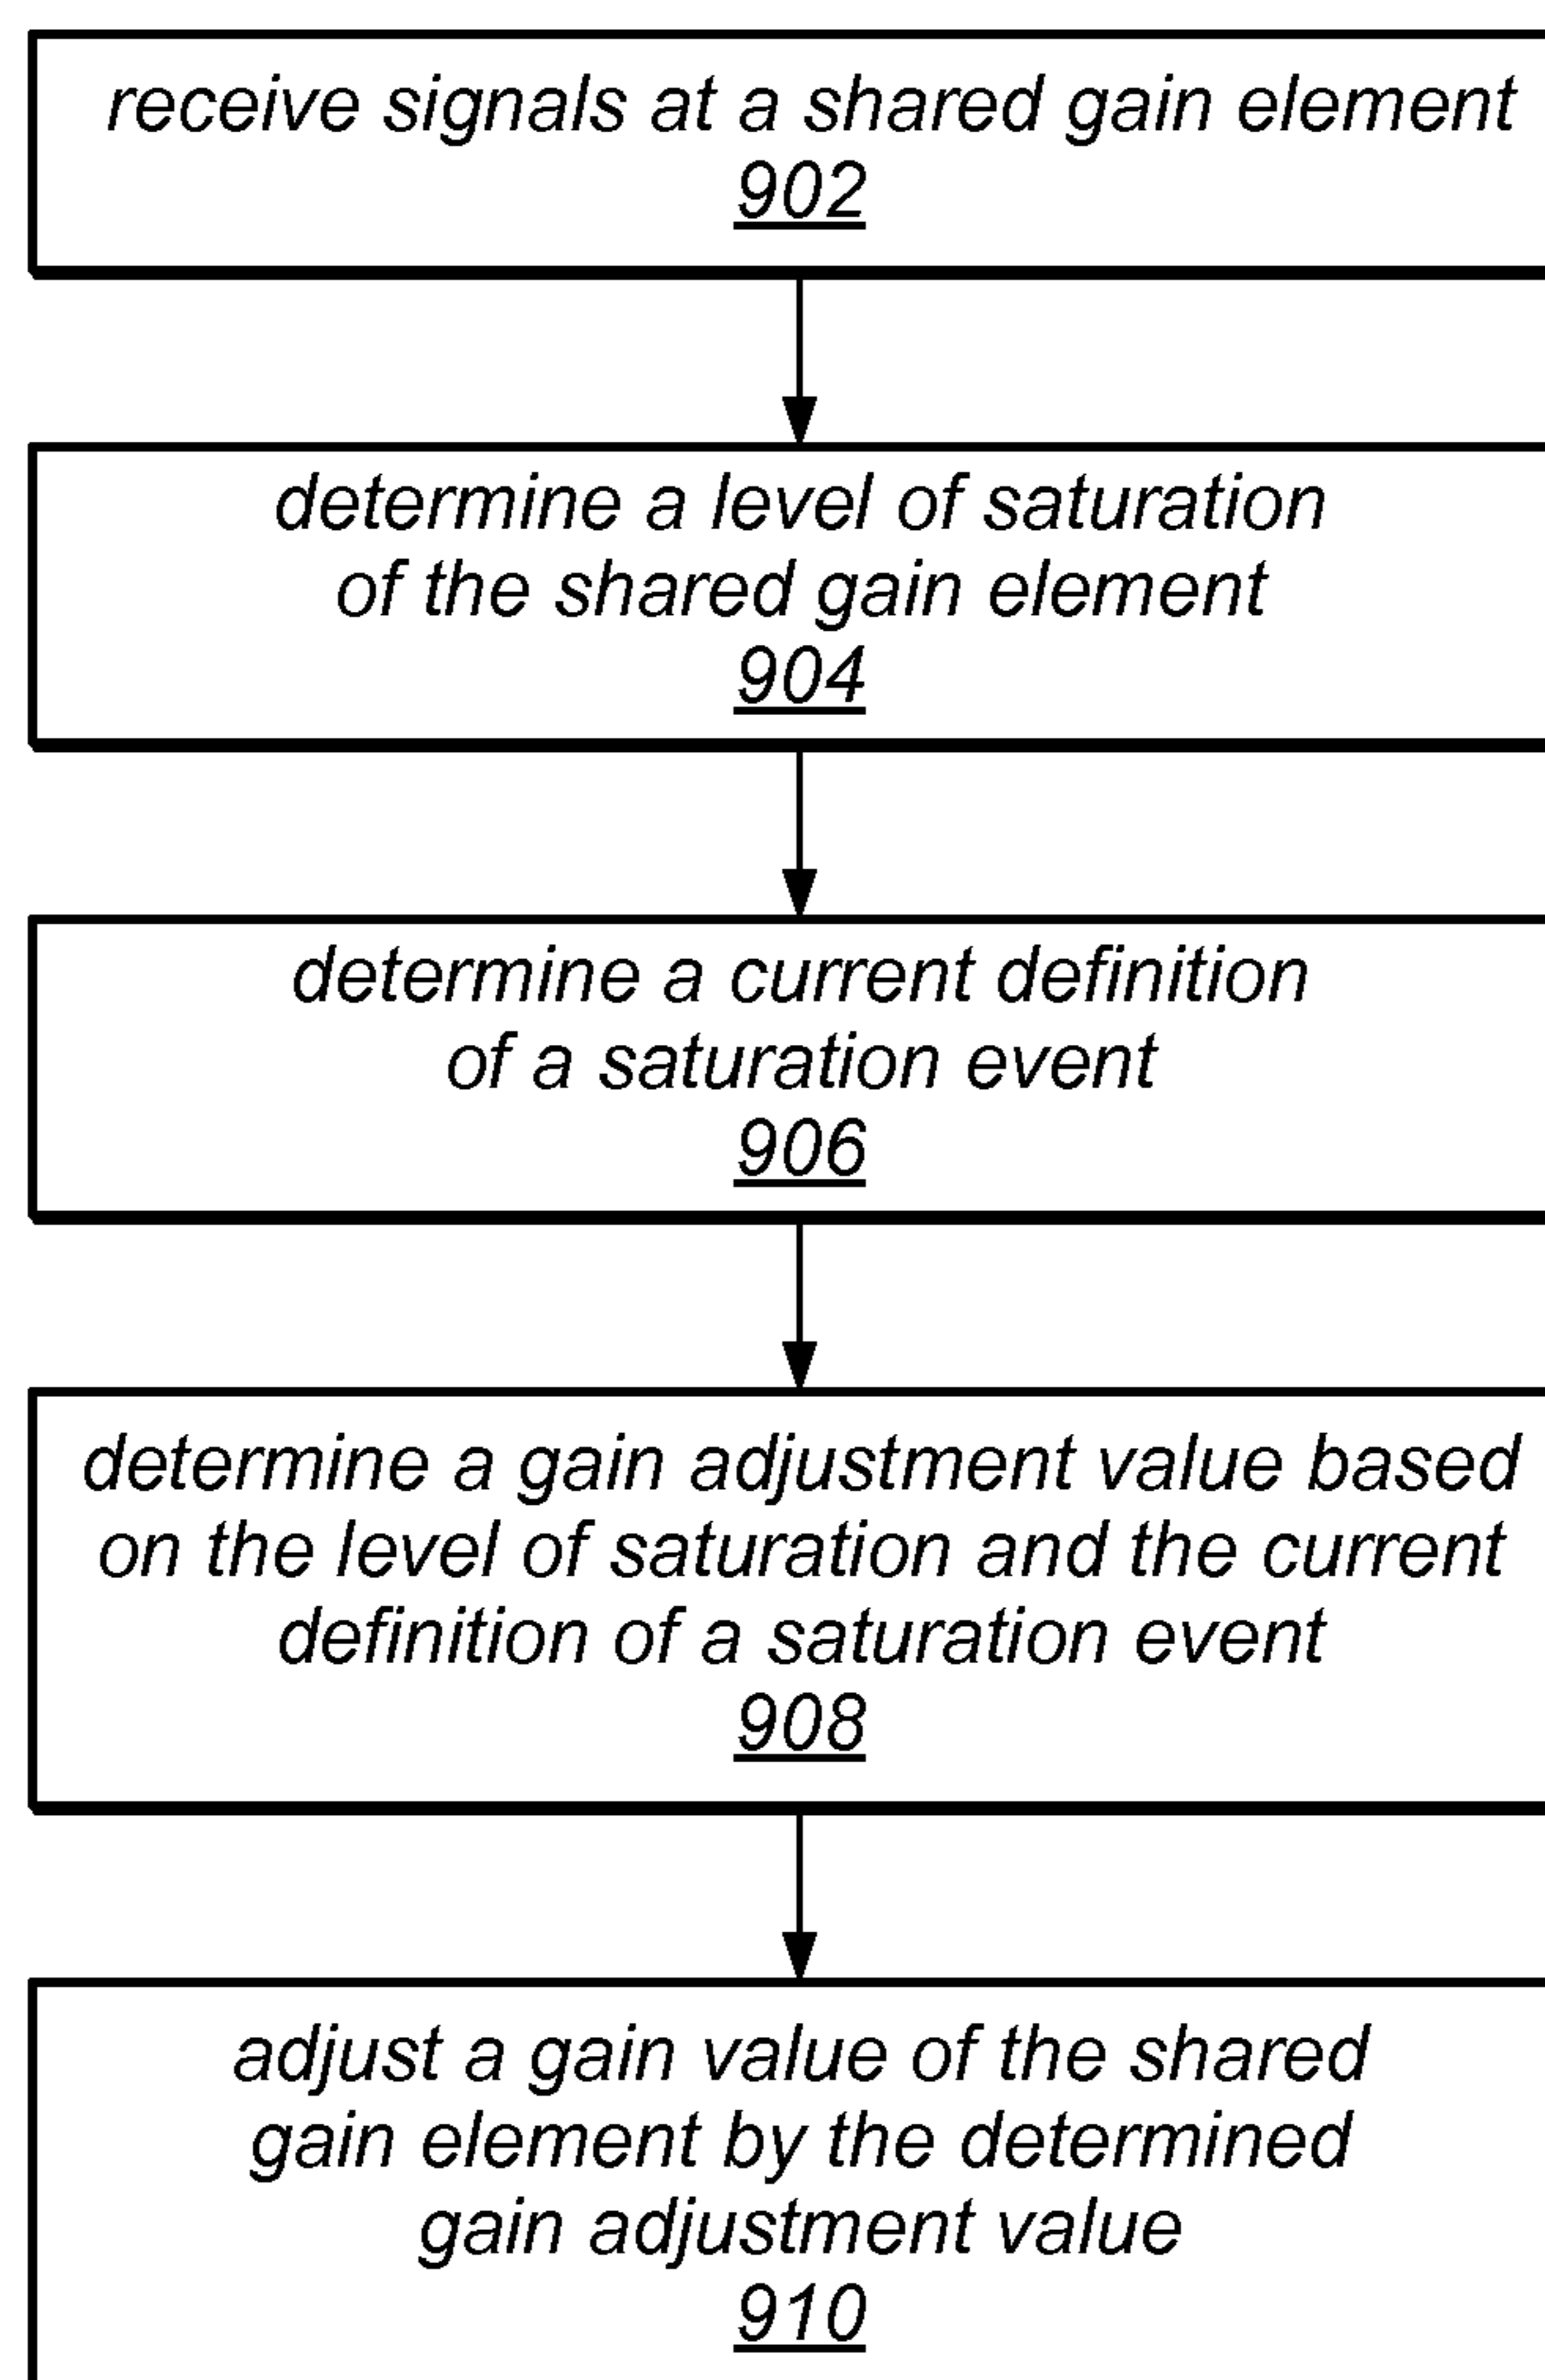 receive signals at a shared gain element
902
determine a level of saturation
of the shared gain element
904
determine a current definition
of a saturation event
906
determine a gain adjustment value based
on the level of saturation and the current
definition of a saturation event
908
adjust a gain value of the shared
gain element by the determined
gain adjustment value
910